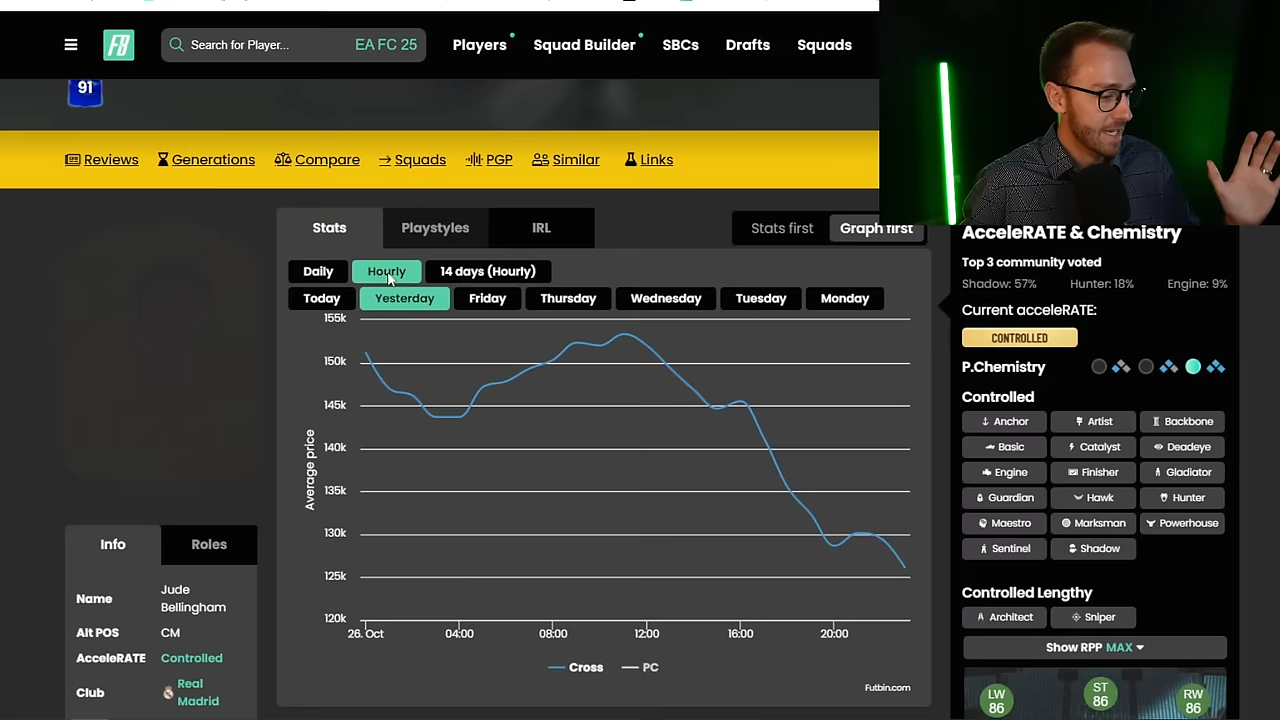 FB
Search for Player... EA FC 25
Players Squad Builder SBCs Drafts Squads
91
Reviews Generations Compare Squads PGP Similar Links
Stats Playstyles IRL Stats first Graph first
Daily Hourly 14 days (Hourly)
Today Yesterday Friday Thursday Wednesday Tuesday Monday
155k
150k
145k
140k
135k
130k
125k
120k
Average price
26. Oct 04:00 08:00 12:00 16:00 20:00
Cross PC
Futbin.com
Info Roles
Name Jude
Bellingham
Alt POS CM
AcceleRATE Controlled
Club Real
Madrid
AcceleRATE & Chemistry
Top 3 community voted
Shadow: 57% Hunter: 18% Engine: 9%
Current acceleRATE:
CONTROLLED
P.Chemistry
Controlled
Anchor Artist Backbone
Basic Catalyst Deadeye
Engine Finisher Gladiator
Guardian Hawk Hunter
Maestro Marksman Powerhouse
Sentinel Shadow
Controlled Lengthy
Architect Sniper
Show RPP MAX
LW ST RW
86 86 86